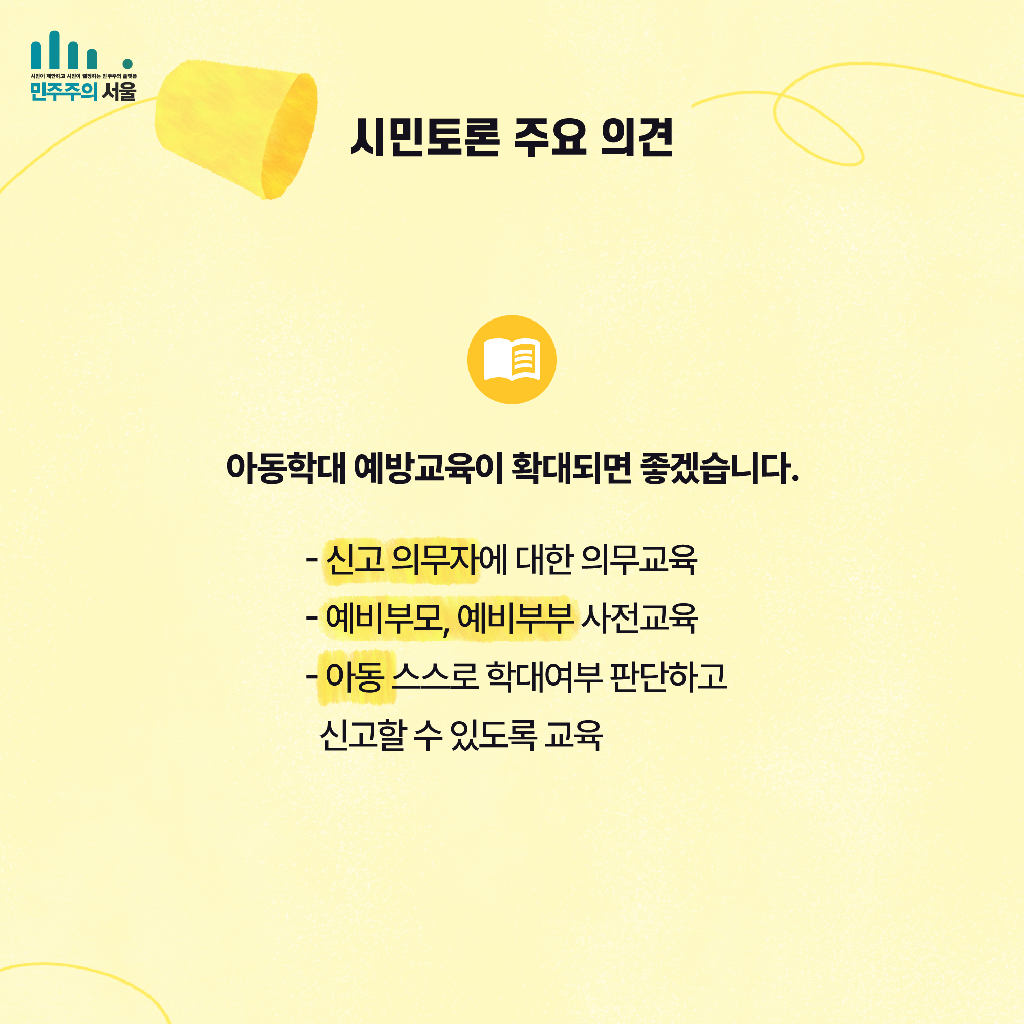 시민이 제안하고 시민이 결정하는 민주주의 플랫폼
민주주의 서울
시민토론 주요 의견
아동학대 예방교육이 확대되면 좋겠습니다.
- 신고 의무자에 대한 의무교육
- 예비부모, 예비부부 사전교육
- 아동 스스로 학대여부 판단하고
신고할 수 있도록 교육